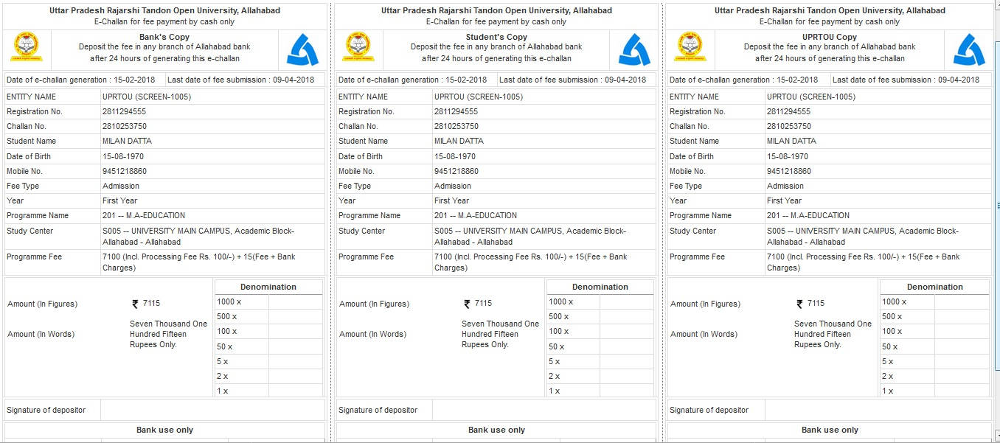 Uttar Pradesh Rajarshi Tandon Open University, Allahabad
E-Challan for fee payment by cash only
Bank's Copy
Deposit the fee in any branch of Allahabad bank
after 24 hours of generating this e-challan
Date of e-challan generation : 15-02-2018 Last date of fee submission : 09-04-2018
ENTITY NAME UPRTOU (SCREEN-1005)
Registration No. 2811294555
Challan No. 2810253750
Student Name MILAN DATTA
Date of Birth 15-08-1970
Mobile No. 9451218860
Fee Type Admission
Year First Year
Programme Name 201 -- M.A-EDUCATION
Study Center S005 -- UNIVERSITY MAIN CAMPUS, Academic Block-
Allahabad - Allahabad
Programme Fee 7100 (Incl. Processing Fee Rs. 100/-) + 15(Fee + Bank
Charges)
Amount (In Figures) ₹ 7115
Amount (In Words) Seven Thousand One
Hundred Fifteen
Rupees Only.
Denomination
1000 x
500 x
100 x
50 x
5 x
2 x
1 x
Signature of depositor
Bank use only
Uttar Pradesh Rajarshi Tandon Open University, Allahabad
E-Challan for fee payment by cash only
Student's Copy
Deposit the fee in any branch of Allahabad bank
after 24 hours of generating this e-challan
Date of e-challan generation : 15-02-2018 Last date of fee submission : 09-04-2018
ENTITY NAME UPRTOU (SCREEN-1005)
Registration No. 2811294555
Challan No. 2810253750
Student Name MILAN DATTA
Date of Birth 15-08-1970
Mobile No. 9451218860
Fee Type Admission
Year First Year
Programme Name 201 -- M.A-EDUCATION
Study Center S005 -- UNIVERSITY MAIN CAMPUS, Academic Block-
Allahabad - Allahabad
Programme Fee 7100 (Incl. Processing Fee Rs. 100/-) + 15(Fee + Bank
Charges)
Amount (In Figures) ₹ 7115
Amount (In Words) Seven Thousand One
Hundred Fifteen
Rupees Only.
Denomination
1000 x
500 x
100 x
50 x
5 x
2 x
1 x
Signature of depositor
Bank use only
Uttar Pradesh Rajarshi Tandon Open University, Allahabad
E-Challan for fee payment by cash only
UPRTOU Copy
Deposit the fee in any branch of Allahabad bank
after 24 hours of generating this e-challan
Date of e-challan generation : 15-02-2018 Last date of fee submission : 09-04-2018
ENTITY NAME UPRTOU (SCREEN-1005)
Registration No. 2811294555
Challan No. 2810253750
Student Name MILAN DATTA
Date of Birth 15-08-1970
Mobile No. 9451218860
Fee Type Admission
Year First Year
Programme Name 201 -- M.A-EDUCATION
Study Center S005 -- UNIVERSITY MAIN CAMPUS, Academic Block-
Allahabad - Allahabad
Programme Fee 7100 (Incl. Processing Fee Rs. 100/-) + 15(Fee + Bank
Charges)
Amount (In Figures) ₹ 7115
Amount (In Words) Seven Thousand One
Hundred Fifteen
Rupees Only.
Denomination
1000 x
500 x
100 x
50 x
5 x
2 x
1 x
Signature of depositor
Bank use only